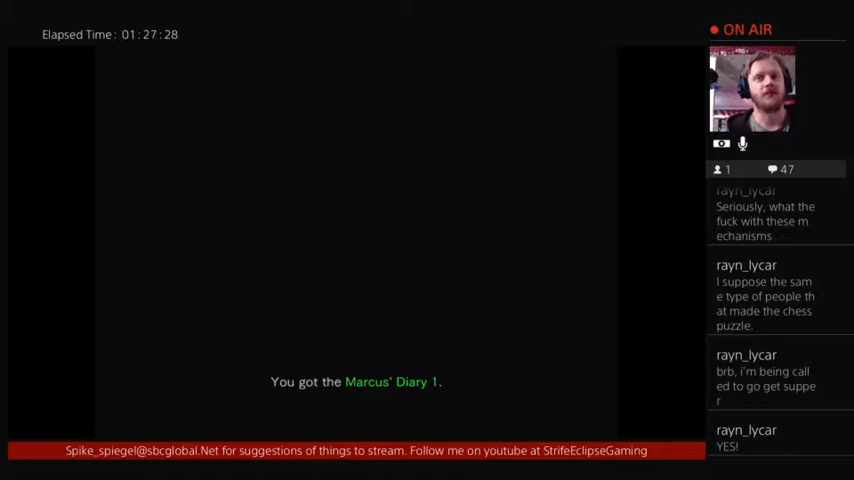 Elapsed Time: 01:27:28
ON AIR
1
47
rayn_lycar
Seriously, what the
fuck with these m
echanisms
rayn_lycar
I suppose the sam
e type of people th
at made the chess
puzzle.
rayn_lycar
brb, i'm being call
ed to go get suppe
r
rayn_lycar
YES!
You got the Marcus' Diary 1.
Spike_spiegel@sbcglobal.Net for suggestions of things to stream. Follow me on youtube at StrifeEclipseGaming